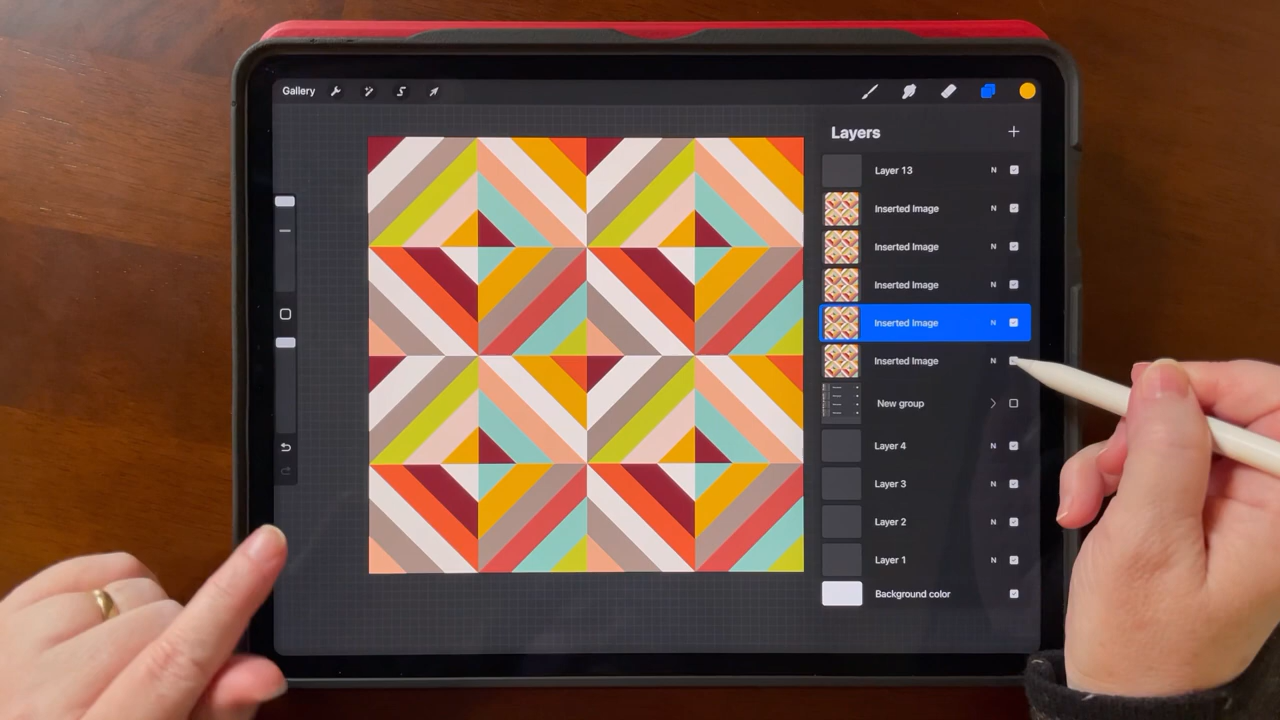 Gallery
Layers
Layer 13 N
Inserted Image N
Inserted Image N
Inserted Image N
Inserted Image N
Inserted Image N
New group
Layer 4 N
Layer 3 N
Layer 2 N
Layer 1 N
Background color